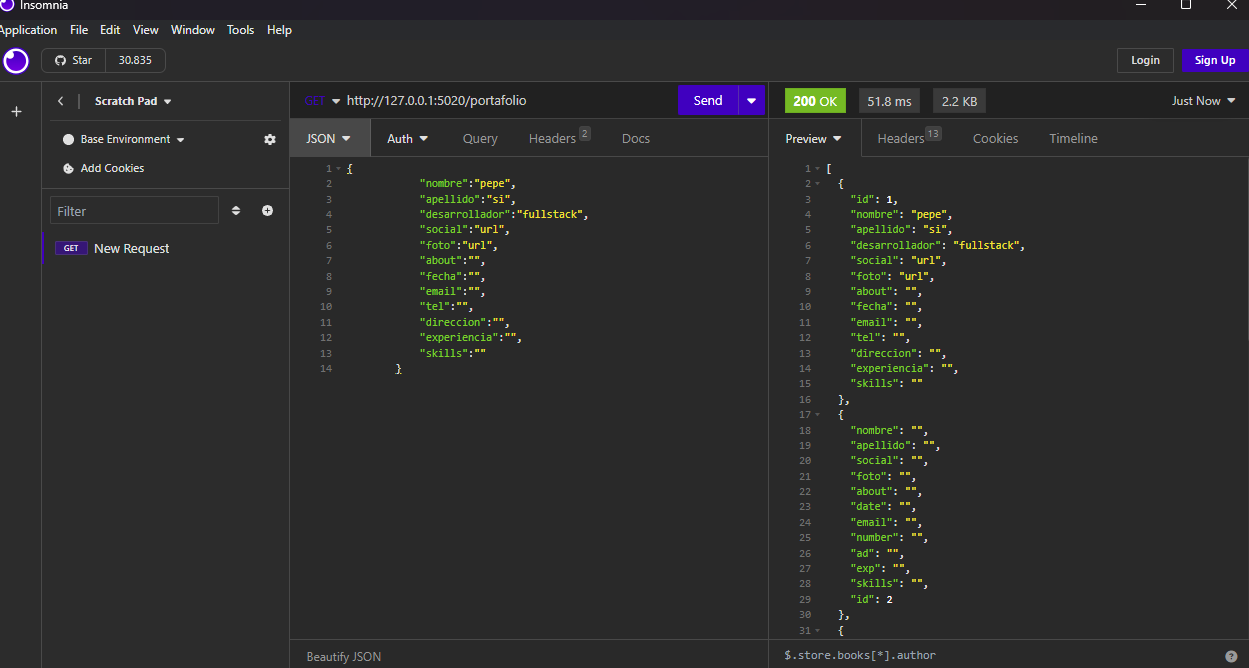 Insomnia
Application File Edit View Window Tools Help
Star 30.835
Login Sign Up
Scratch Pad
Base Environment
Add Cookies
Filter
GET New Request
GET http://127.0.0.1:5020/portafolio
Send
JSON Auth Query Headers 2 Docs
1 {
2 "nombre":"pepe",
3 "apellido":"si",
4 "desarrollador":"fullstack",
5 "social":"url",
6 "foto":"url",
7 "about":"",
8 "fecha":"",
9 "email":"",
10 "tel":"",
11 "direccion":"",
12 "experiencia":"",
13 "skills":""
14 }
Beautify JSON
200 OK 51.8 ms 2.2 KB Just Now
Preview Headers 13 Cookies Timeline
1 [
2 {
3 "id": 1,
4 "nombre": "pepe",
5 "apellido": "si",
6 "desarrollador": "fullstack",
7 "social": "url",
8 "foto": "url",
9 "about": "",
10 "fecha": "",
11 "email": "",
12 "tel": "",
13 "direccion": "",
14 "experiencia": "",
15 "skills": ""
16 },
17 {
18 "nombre": "",
19 "apellido": "",
20 "social": "",
21 "foto": "",
22 "about": "",
23 "date": "",
24 "email": "",
25 "number": "",
26 "ad": "",
27 "exp": "",
28 "skills": "",
29 "id": 2
30 },
31 {
$.store.books[*].author